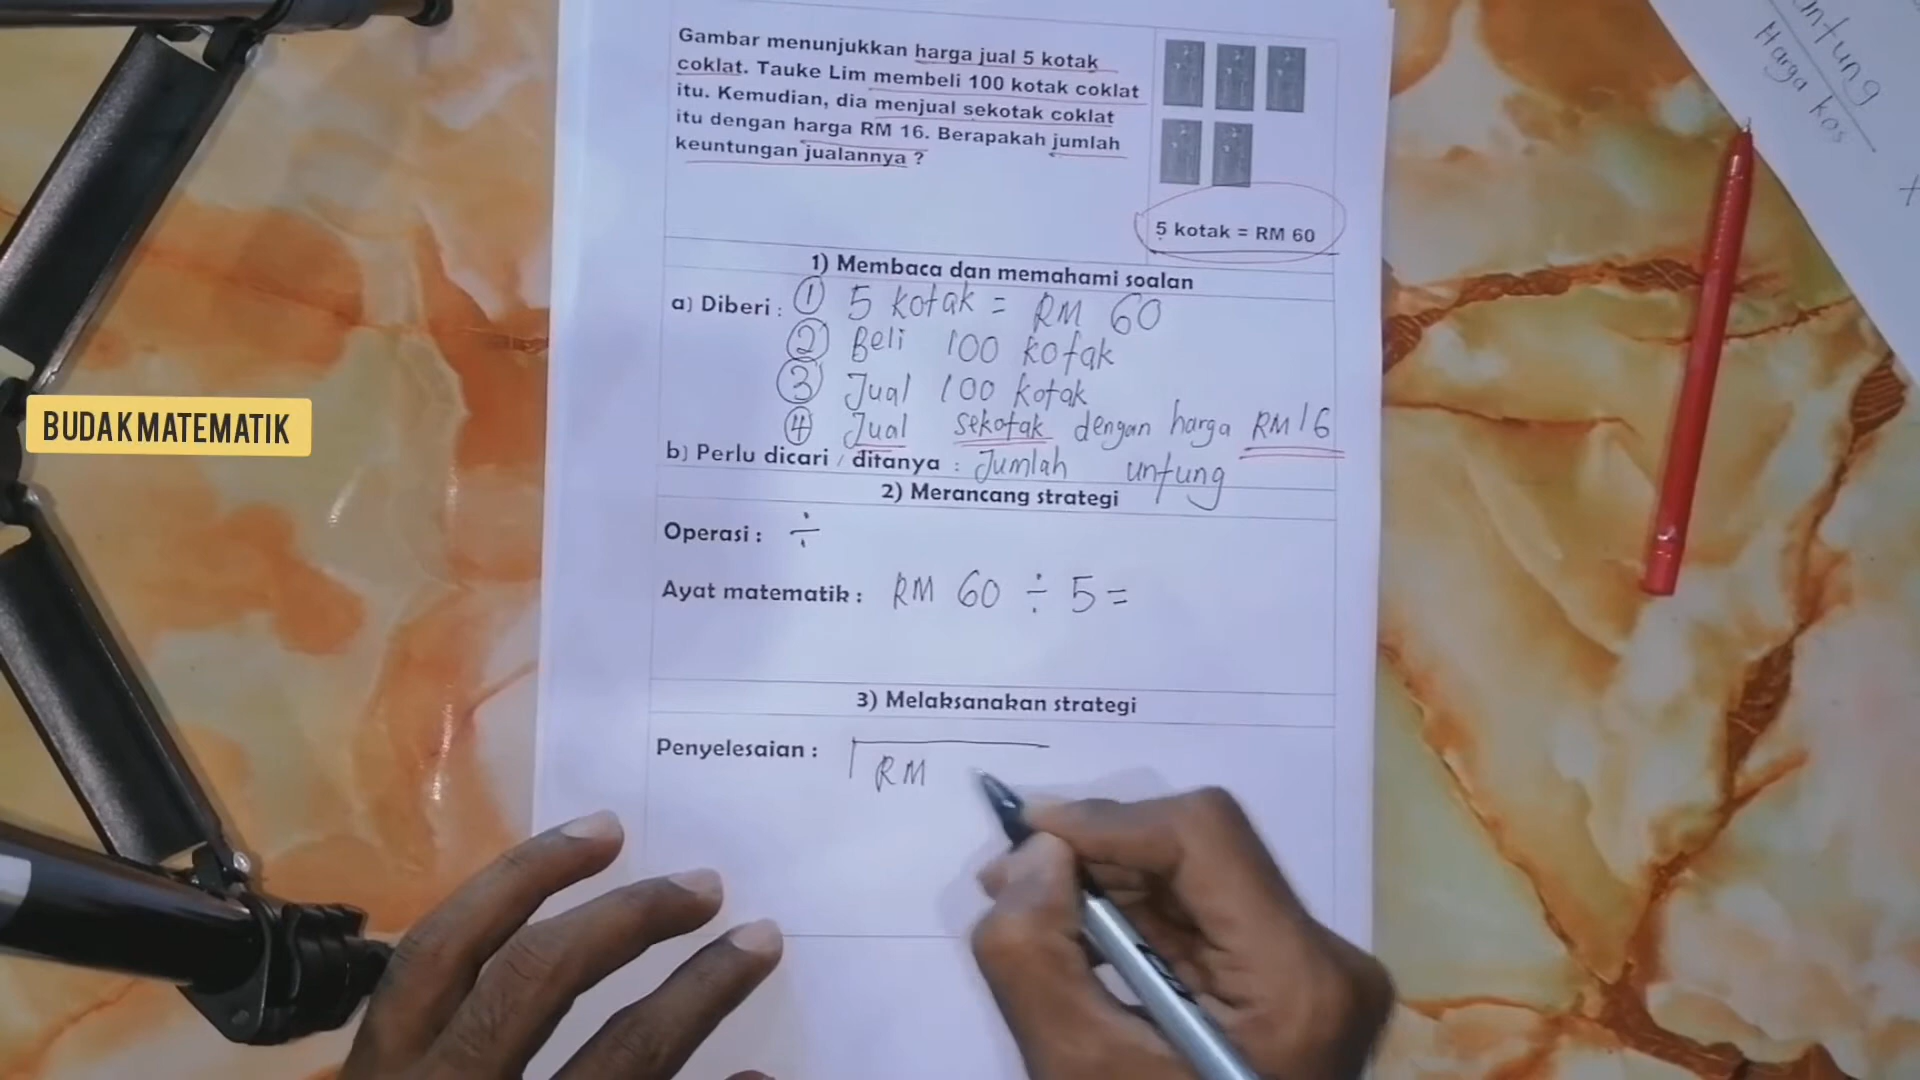 Gambar menunjukkan harga jual 5 kotak
coklat. Tauke Lim membeli 100 kotak coklat
itu. Kemudian, dia menjual sekotak coklat
itu dengan harga RM 16. Berapakah jumlah
keuntungan jualannya ?
5 kotak = RM 60
1) Membaca dan memahami soalan
a) Diberi : ① 5 kotak = RM 60
② Beli 100 kotak
③ Jual 100 kotak
④ Jual sekotak dengan harga RM16
b) Perlu dicari / ditanya : Jumlah untung
2) Merancang strategi
Operasi : ÷
Ayat matematik : RM 60 ÷ 5 =
3) Melaksanakan strategi
Penyelesaian : RM
BUDAK MATEMATIK
untung
Harga kos